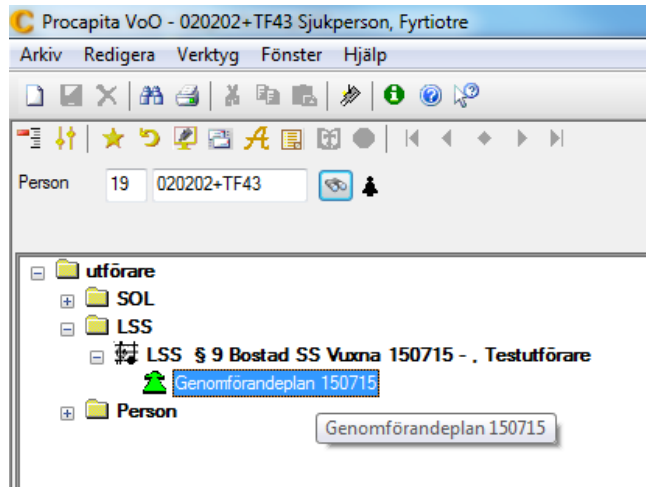 Procapita VoO - 020202+TF43 Sjukperson, Fyrtiotre
Arkiv Redigera Verktyg Fönster Hjälp
Person 19 020202+TF43
utförare
SOL
LSS
LSS § 9 Bostad SS Vuxna 150715 - , Testutförare
Genomförandeplan 150715
Person
Genomförandeplan 150715